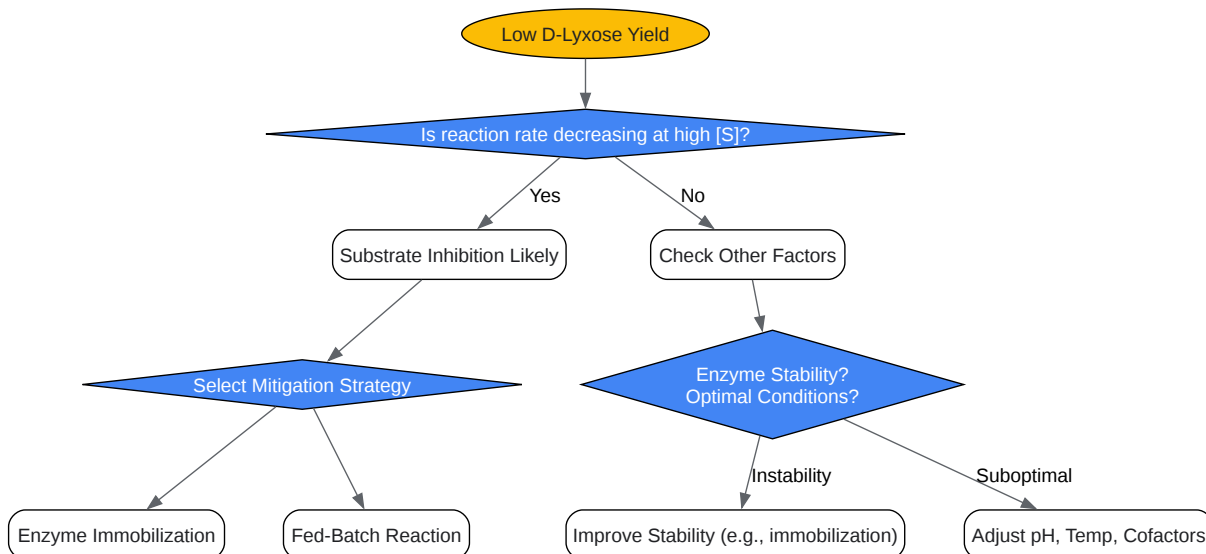 Low D-Lyxose Yield
Is reaction rate decreasing at high [S]?
Yes
No
Substrate Inhibition Likely
Check Other Factors
Select Mitigation Strategy
Enzyme Stability?
Optimal Conditions?
Instability
Suboptimal
Enzyme Immobilization
Fed-Batch Reaction
Improve Stability (e.g., immobilization)
Adjust pH, Temp, Cofactors